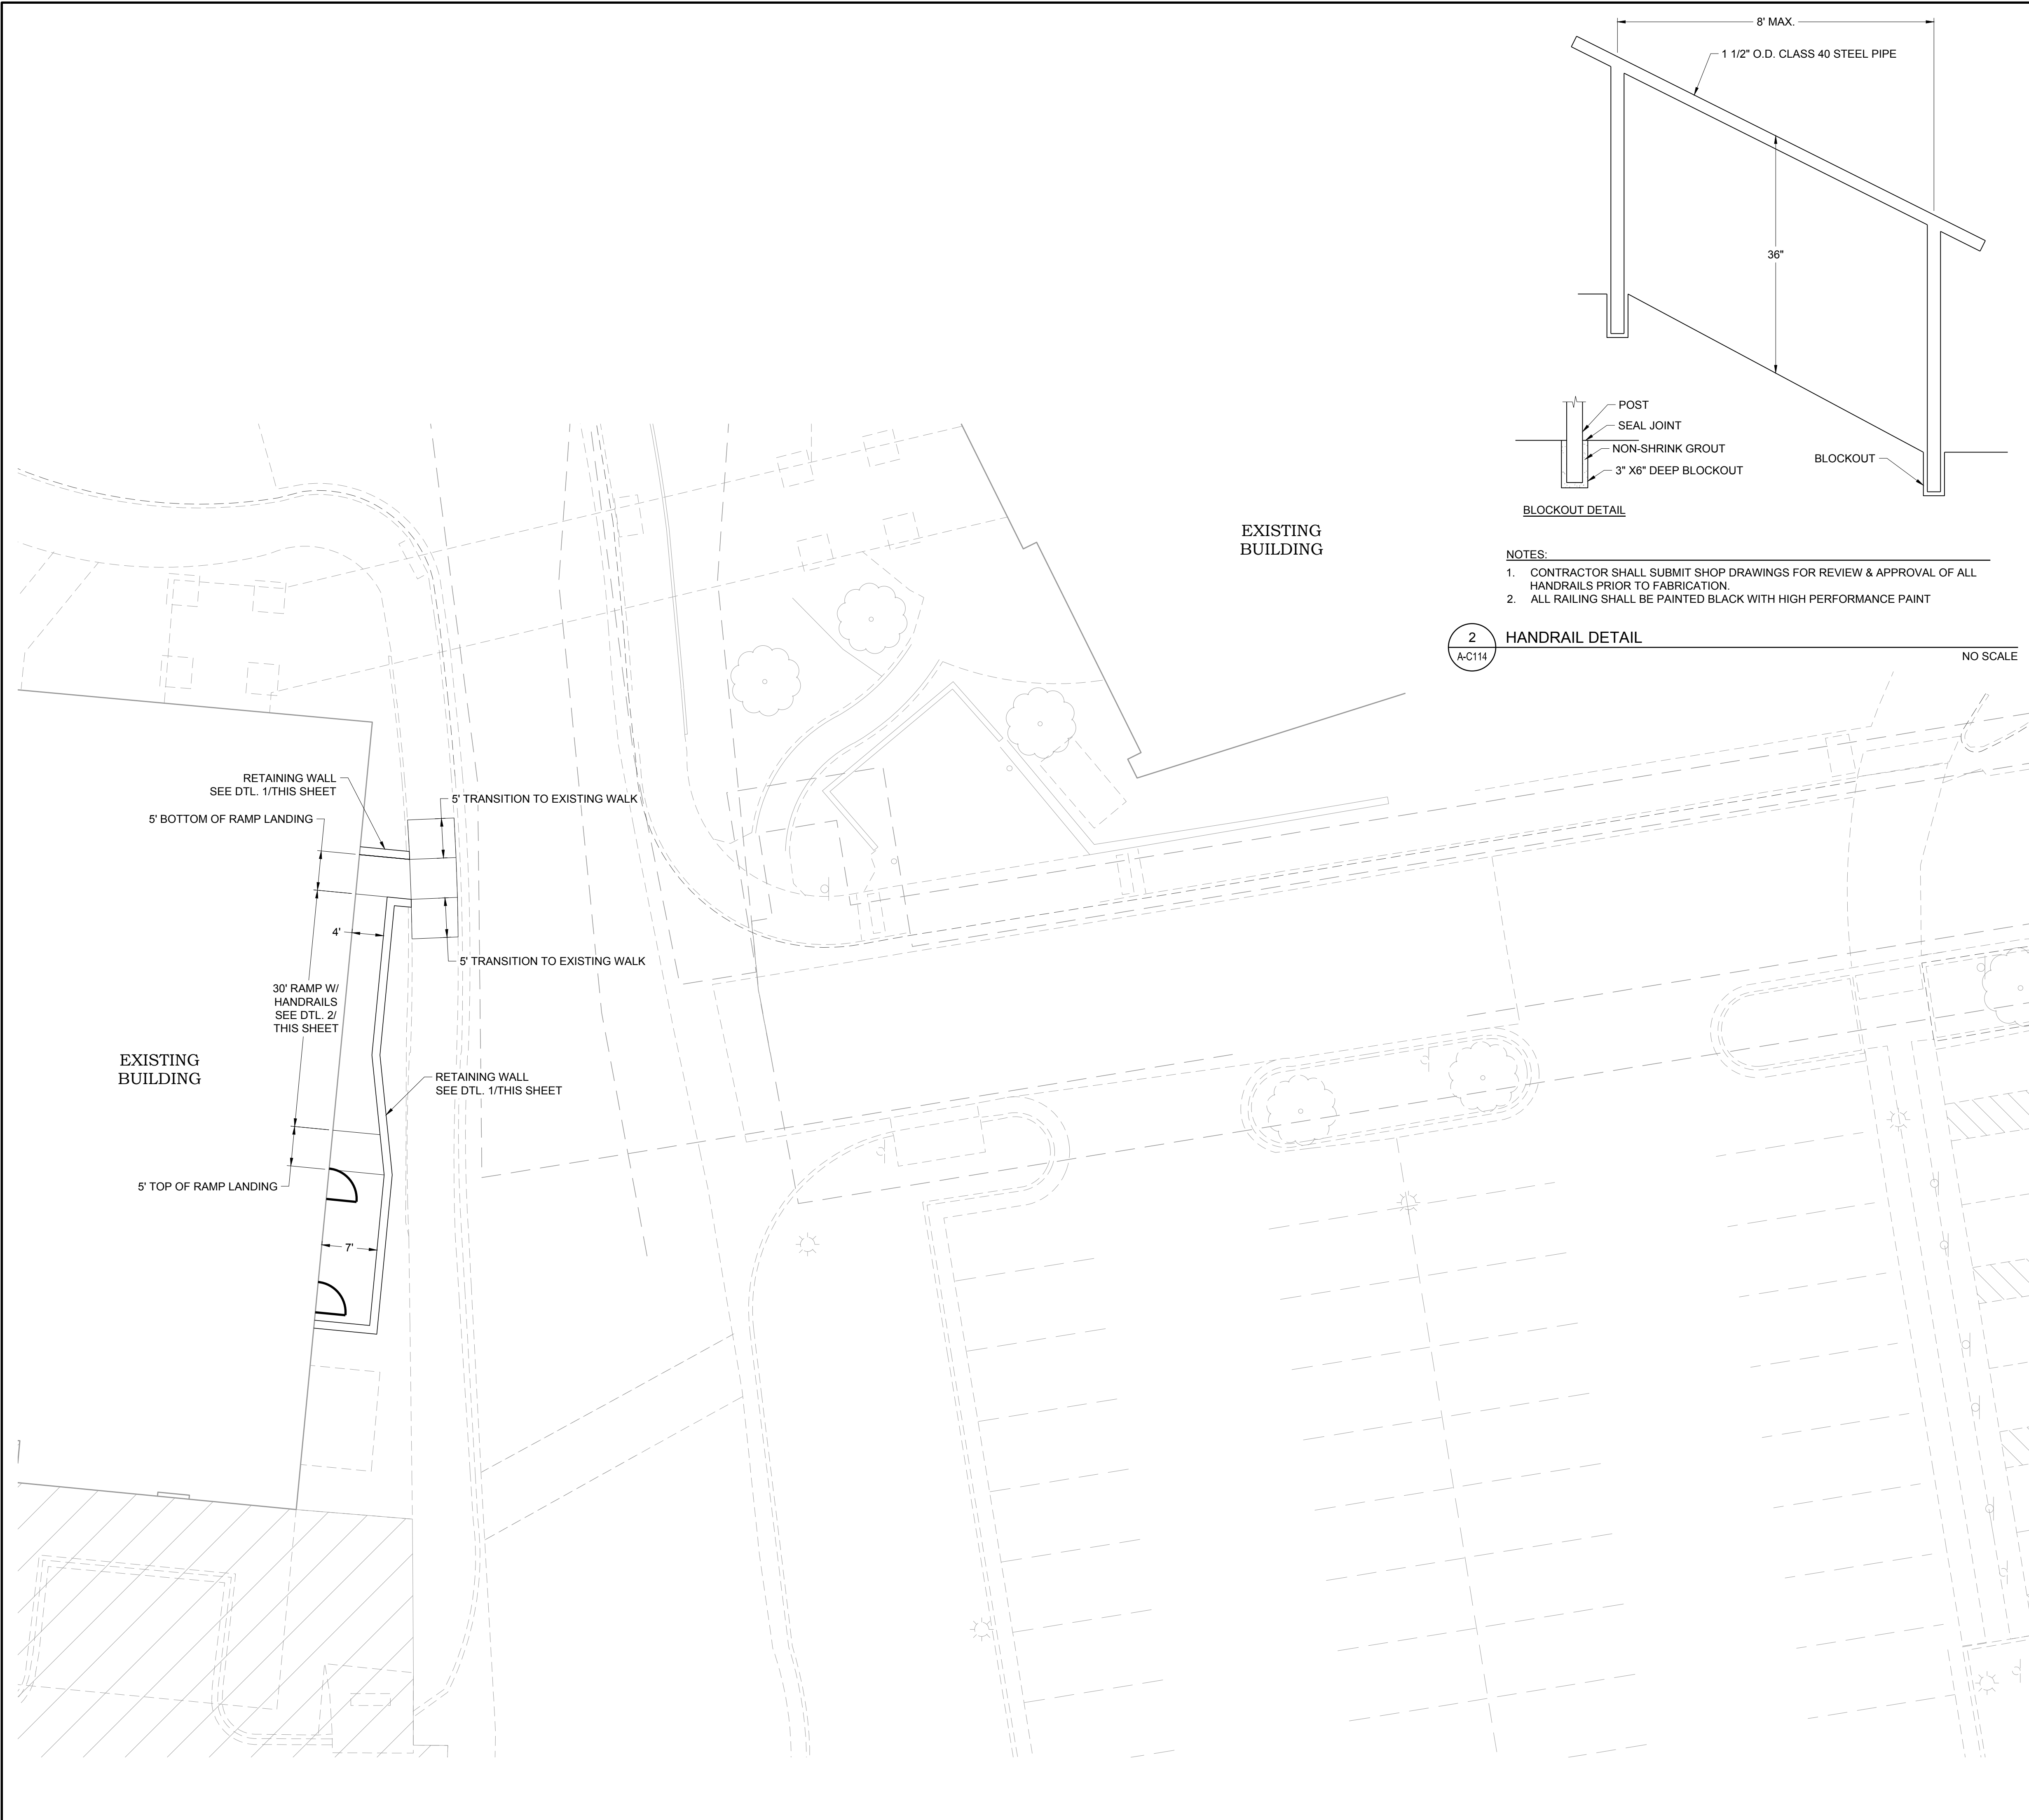 8' MAX.
1 1/2" O.D. CLASS 40 STEEL PIPE
36"
POST
SEAL JOINT
NON-SHRINK GROUT
3" X6" DEEP BLOCKOUT
BLOCKOUT
BLOCKOUT DETAIL
NOTES:
1. CONTRACTOR SHALL SUBMIT SHOP DRAWINGS FOR REVIEW & APPROVAL OF ALL
HANDRAILS PRIOR TO FABRICATION.
2. ALL RAILING SHALL BE PAINTED BLACK WITH HIGH PERFORMANCE PAINT
2
A-C114
HANDRAIL DETAIL
NO SCALE
EXISTING
BUILDING
RETAINING WALL
SEE DTL. 1/THIS SHEET
5' TRANSITION TO EXISTING WALK
5' BOTTOM OF RAMP LANDING
4'
5' TRANSITION TO EXISTING WALK
30' RAMP W/
HANDRAILS
SEE DTL. 2/
THIS SHEET
EXISTING
BUILDING
RETAINING WALL
SEE DTL. 1/THIS SHEET
5' TOP OF RAMP LANDING
7'